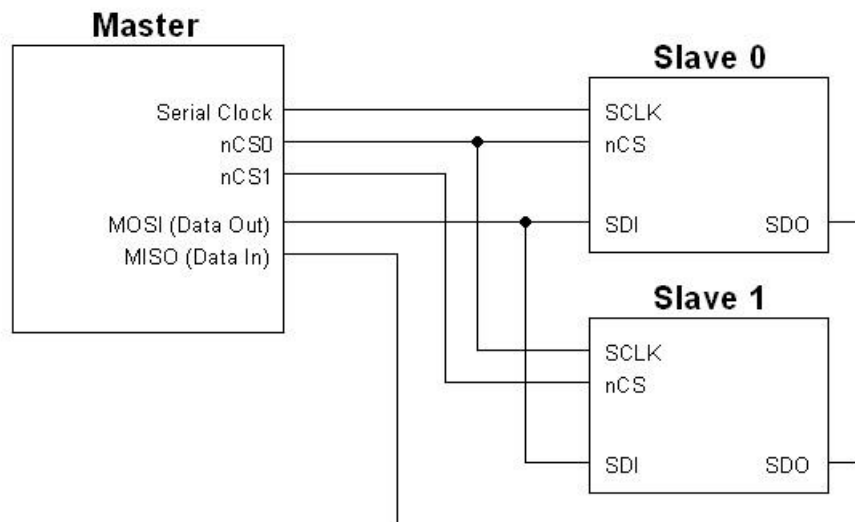 Master
Serial Clock
nCS0
nCS1
MOSI (Data Out)
MISO (Data In)
Slave 0
SCLK
nCS
SDI SDO
Slave 1
SCLK
nCS
SDI SDO